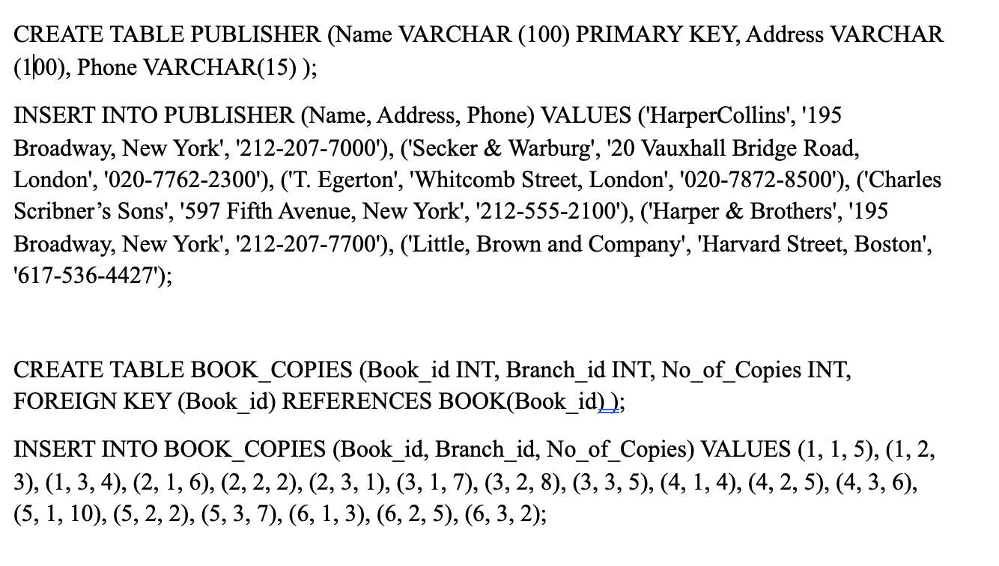 CREATE TABLE PUBLISHER (Name VARCHAR (100) PRIMARY KEY, Address VARCHAR
(100), Phone VARCHAR(15) );
INSERT INTO PUBLISHER (Name, Address, Phone) VALUES ('HarperCollins', '195
Broadway, New York', '212-207-7000'), ('Secker & Warburg', '20 Vauxhall Bridge Road,
London', '020-7762-2300'), ('T. Egerton', 'Whitcomb Street, London', '020-7872-8500'), ('Charles
Scribner’s Sons', '597 Fifth Avenue, New York', '212-555-2100'), ('Harper & Brothers', '195
Broadway, New York', '212-207-7700'), ('Little, Brown and Company', 'Harvard Street, Boston',
'617-536-4427');
CREATE TABLE BOOK_COPIES (Book_id INT, Branch_id INT, No_of_Copies INT,
FOREIGN KEY (Book_id) REFERENCES BOOK(Book_id) );
INSERT INTO BOOK_COPIES (Book_id, Branch_id, No_of_Copies) VALUES (1, 1, 5), (1, 2,
3), (1, 3, 4), (2, 1, 6), (2, 2, 2), (2, 3, 1), (3, 1, 7), (3, 2, 8), (3, 3, 5), (4, 1, 4), (4, 2, 5), (4, 3, 6),
(5, 1, 10), (5, 2, 2), (5, 3, 7), (6, 1, 3), (6, 2, 5), (6, 3, 2);